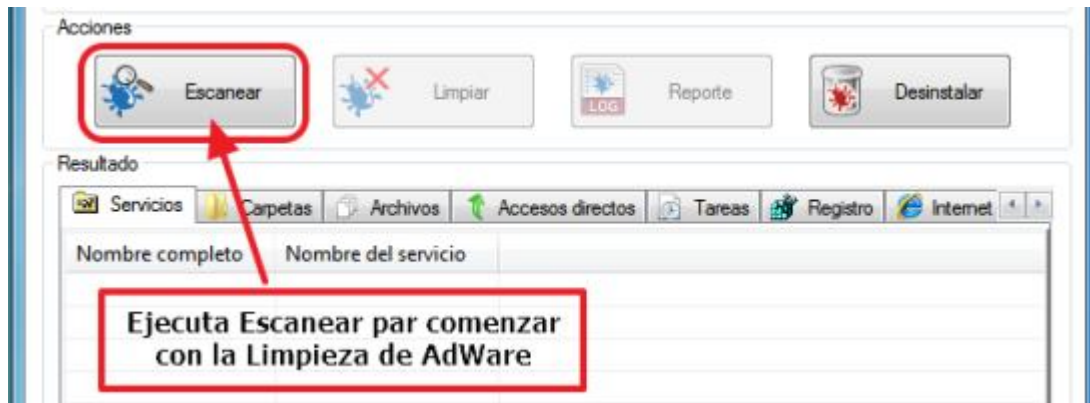 Acciones
Escanear Limpiar LOG Reporte Desinstalar
Resultado
Servicios Carpetas Archivos Accesos directos Tareas Registro Internet
Nombre completo Nombre del servicio
Ejecuta Escanear par comenzar
con la Limpieza de AdWare